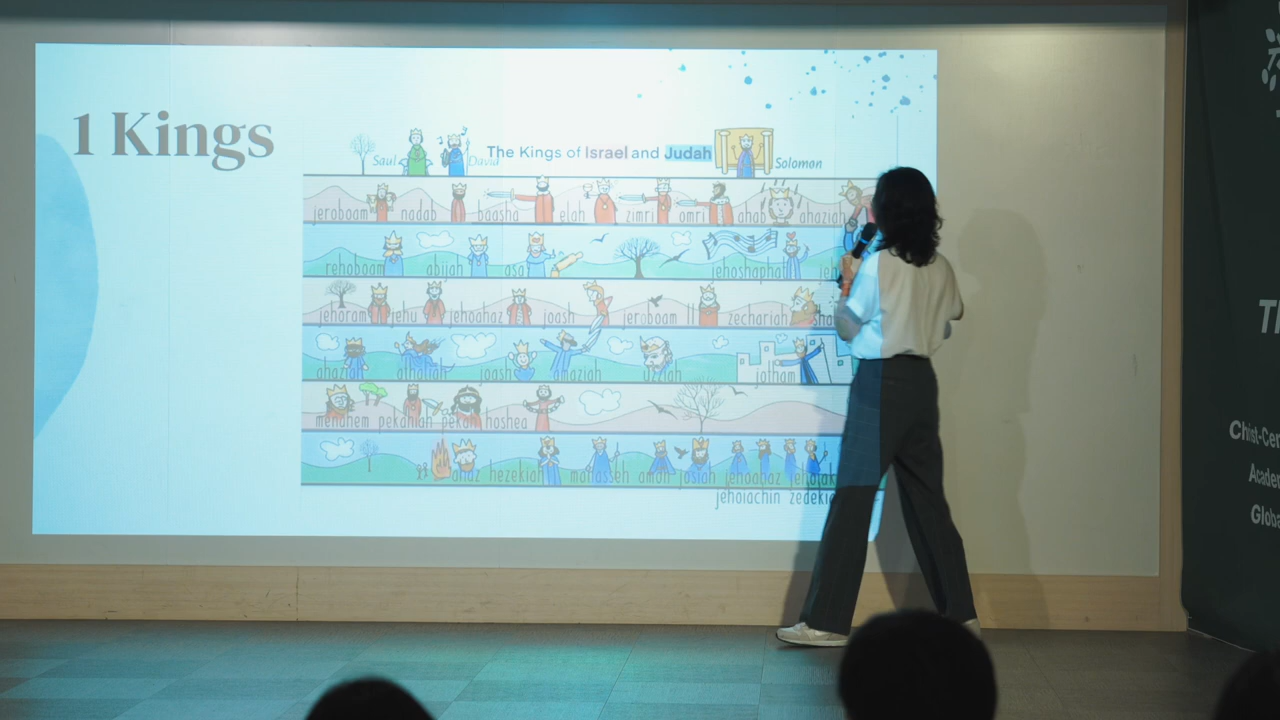 1 Kings
Saul David The Kings of Israel and Judah Solomon
jeroboam nadab baasha elah zimri omri ahab ahaziah
rehoboam abijah asa jehoshaphat
jehoram jehu jehoahaz joash jeroboam II zechariah
ahaziah athaliah joash amaziah uzziah jotham
menahem pekahiah pekah hoshea
ahaz hezekiah manasseh amon josiah jehoahaz
jehoiachin